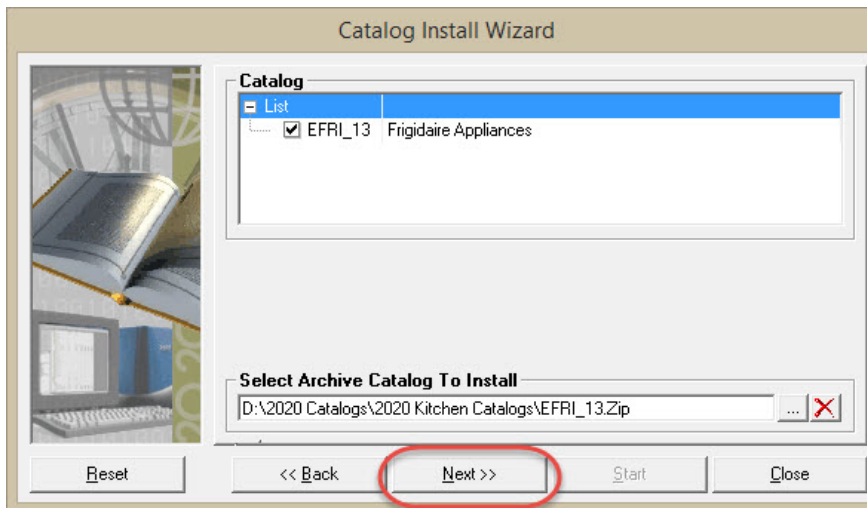 Catalog Install Wizard
Catalog
List
EFRI_13 Frigidaire Appliances
Select Archive Catalog To Install
D:\2020 Catalogs\2020 Kitchen Catalogs\EFRI_13.Zip
...
Reset
<< Back
Next >>
Start
Close